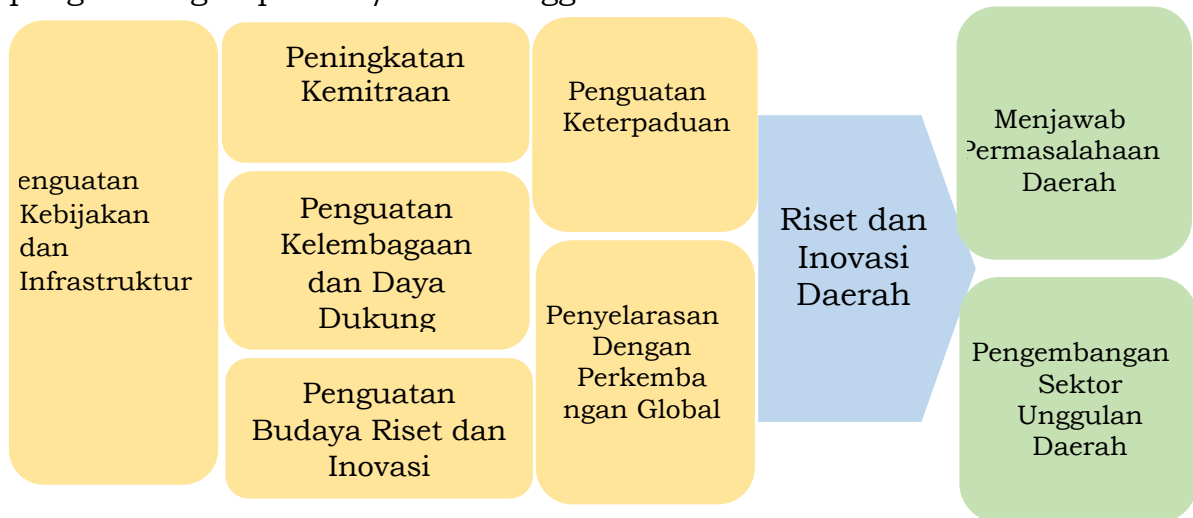 enguatan
Kebijakan
dan
Infrastruktur
Peningkatan
Kemitraan
Penguatan
Kelembagaan
dan Daya
Dukung
Penguatan
Budaya Riset dan
Inovasi
Penguatan
Keterpaduan
Penyelarasan
Dengan
Perkemba
ngan Global
Riset dan
Inovasi
Daerah
Menjawab
Permasalahaan
Daerah
Pengembangan
Sektor
Unggulan
Daerah